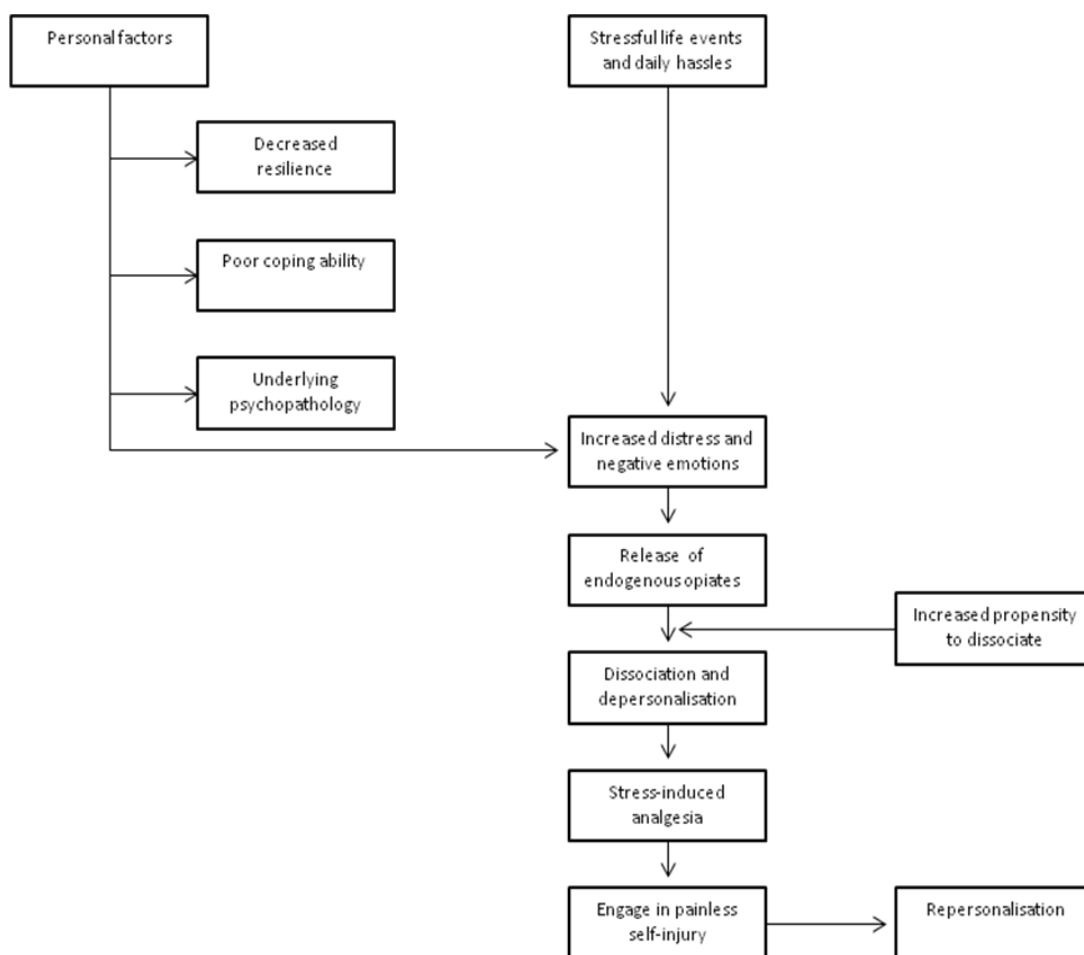 Personal factors
Stressful life events
and daily hassles
Decreased
resilience
Poor coping ability
Underlying
psychopathology
Increased distress and
negative emotions
Release of
endogenous opiates
Increased propensity
to dissociate
Dissociation and
depersonalisation
Stress-induced
analgesia
Engage in painless
self-injury
Repersonalisation